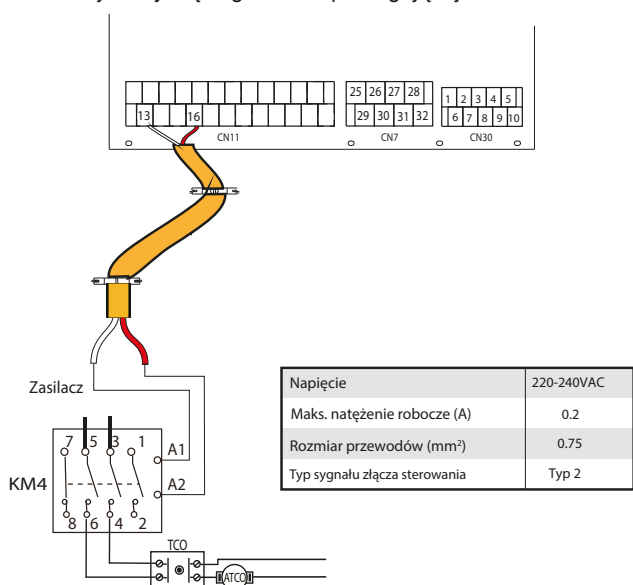 25 26 27 28
1 2 3 4 5
13 16
29 30 31 32
6 7 8 9 10
CN11
CN7
CN30
Zasilacz
Napięcie 220-240VAC
Maks. natężenie robocze (A) 0.2
Rozmiar przewodów (mm²) 0.75
Typ sygnału złącza sterowania Typ 2
7 5 3 1
A1
KM4
A2
8 6 4 2
TCO
ATCO